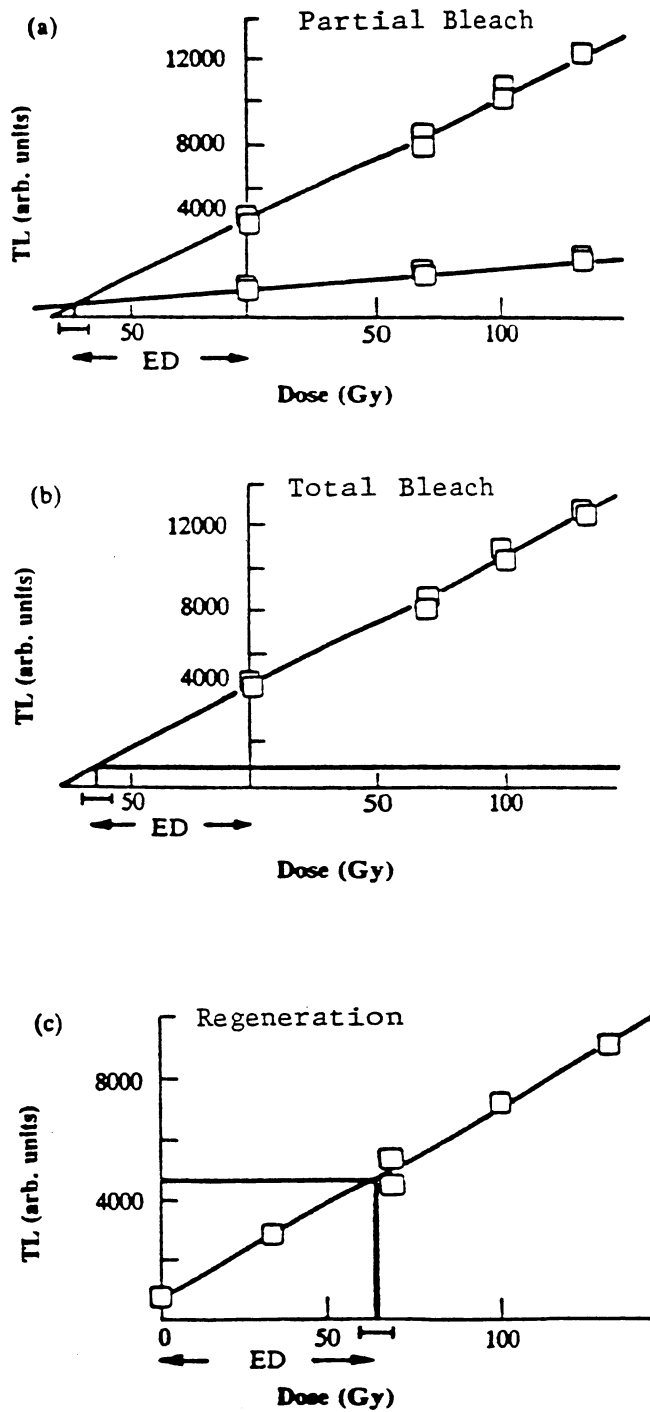 (a) Partial Bleach
TL (arb. units)
12000
8000
4000
50 50 100
ED
Dose (Gy)
(b) Total Bleach
TL (arb. units)
12000
8000
4000
50 50 100
ED
Dose (Gy)
(c) Regeneration
TL (arb. units)
8000
4000
0 50 100
ED
Dose (Gy)